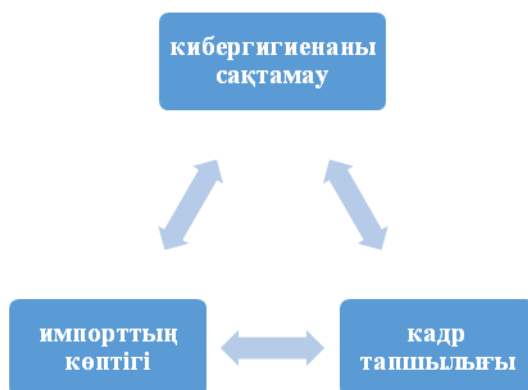 кибергигиенаны
сақтамау
импорттың
көптігі
кадр
тапшылығы